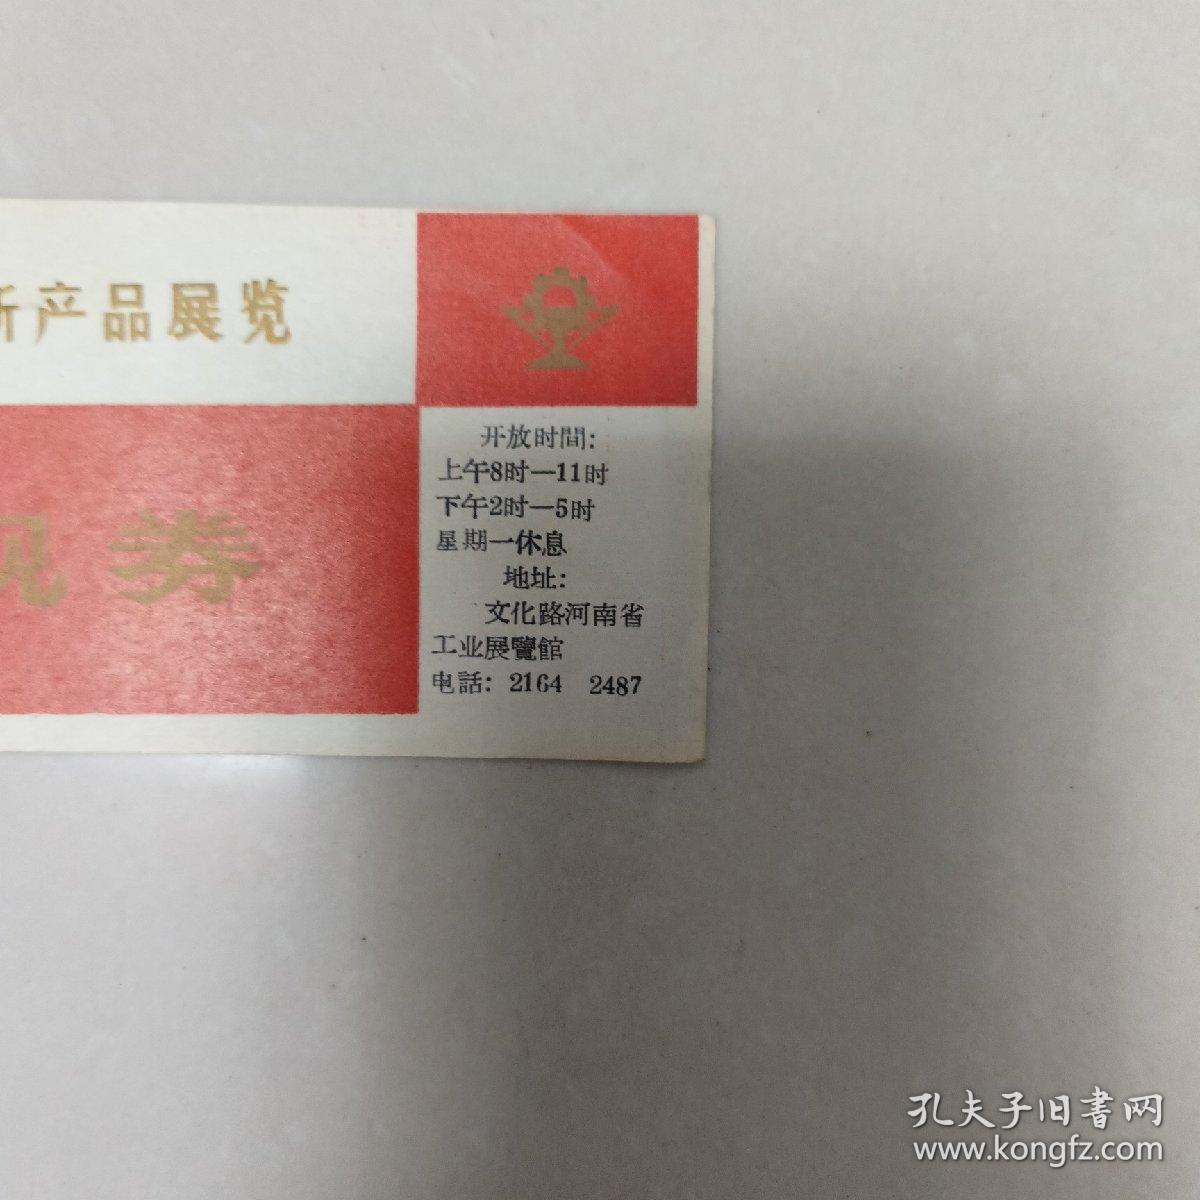 新产品展览
观券
开放时間:
上午8时—11时
下午2时—5时
星期一休息
地址:
文化路河南省
工业展覽館
电話: 2164 2487
孔夫子旧書网
www.kongfz.com